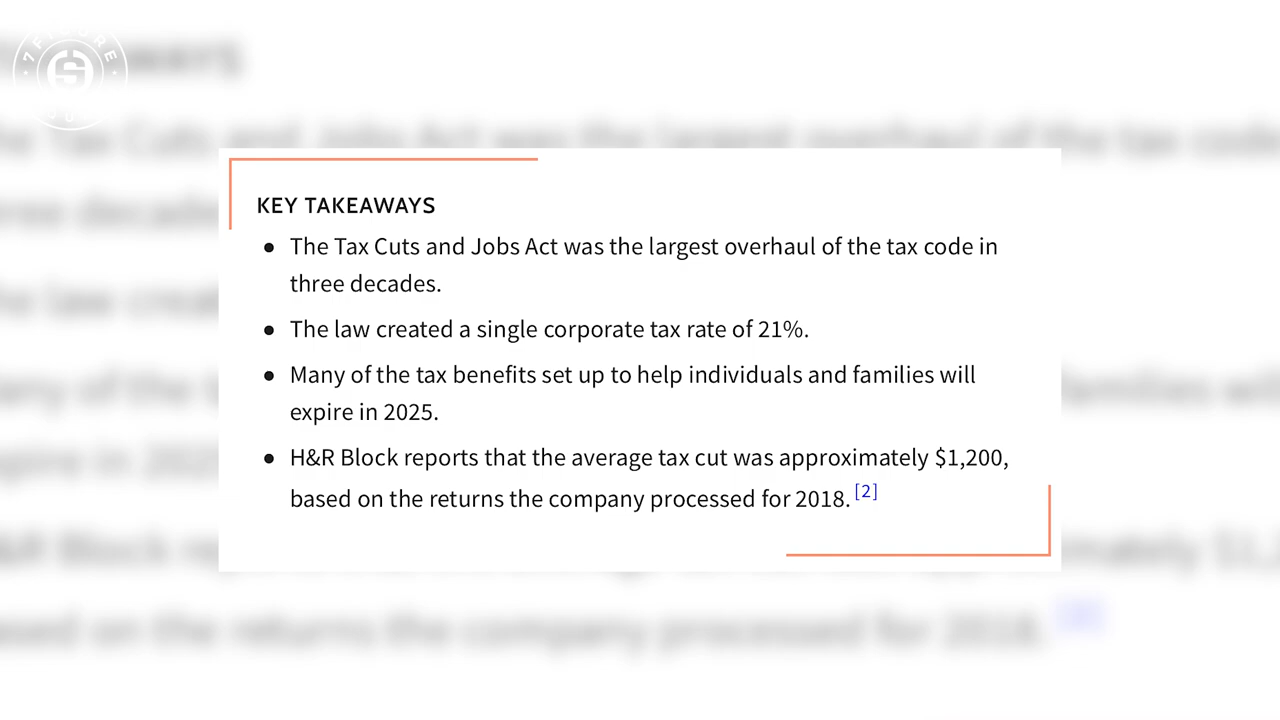 7 FIGURE
KEY TAKEAWAYS
● The Tax Cuts and Jobs Act was the largest overhaul of the tax code in
three decades.
● The law created a single corporate tax rate of 21%.
● Many of the tax benefits set up to help individuals and families will
expire in 2025.
● H&R Block reports that the average tax cut was approximately $1,200,
based on the returns the company processed for 2018. [2]